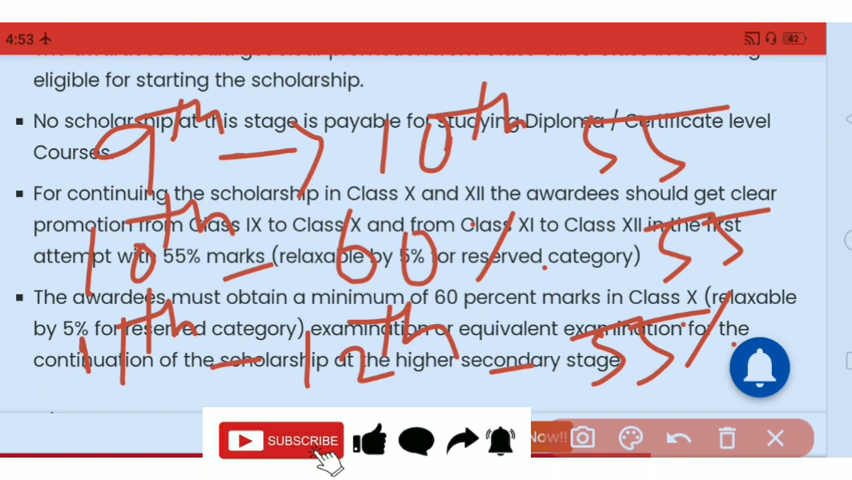 4:53
42
eligible for starting the scholarship.
▪ No scholarship at this stage is payable for studying Diploma / Certificate level
Courses.
9th → 10th 55
▪ For continuing the scholarship in Class X and XII the awardees should get clear
promotion from Class IX to Class X and from Class XI to Class XII in the first
attempt with 55% marks (relaxable by 5% for reserved category)
10th — 60% 55
▪ The awardees must obtain a minimum of 60 percent marks in Class X (relaxable
by 5% for reserved category) examination or equivalent examination for the
continuation of the scholarship at the higher secondary stage
11th — 12th — 55%
SUBSCRIBE
Now!!